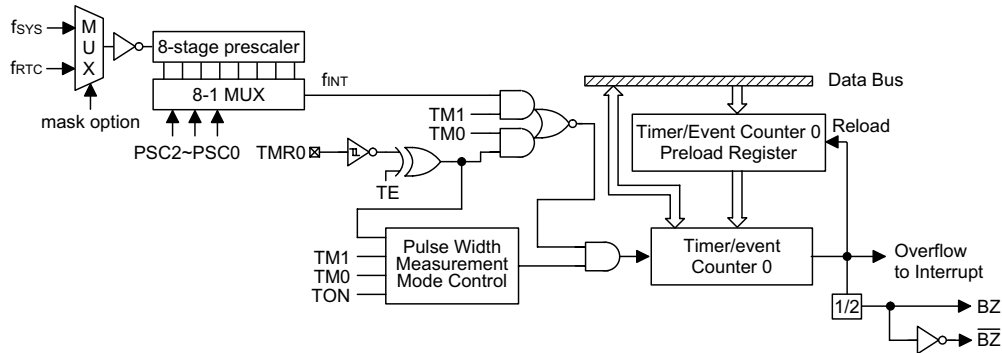 fSYS
fRTC
M
U
X
mask option
8-stage prescaler
8-1 MUX
PSC2~PSC0
fINT
TM1
TM0
TMR0
TE
TM1
TM0
TON
Pulse Width
Measurement
Mode Control
Data Bus
Timer/Event Counter 0
Preload Register
Reload
Timer/event
Counter 0
Overflow
to Interrupt
1/2
BZ
B̅Z̅